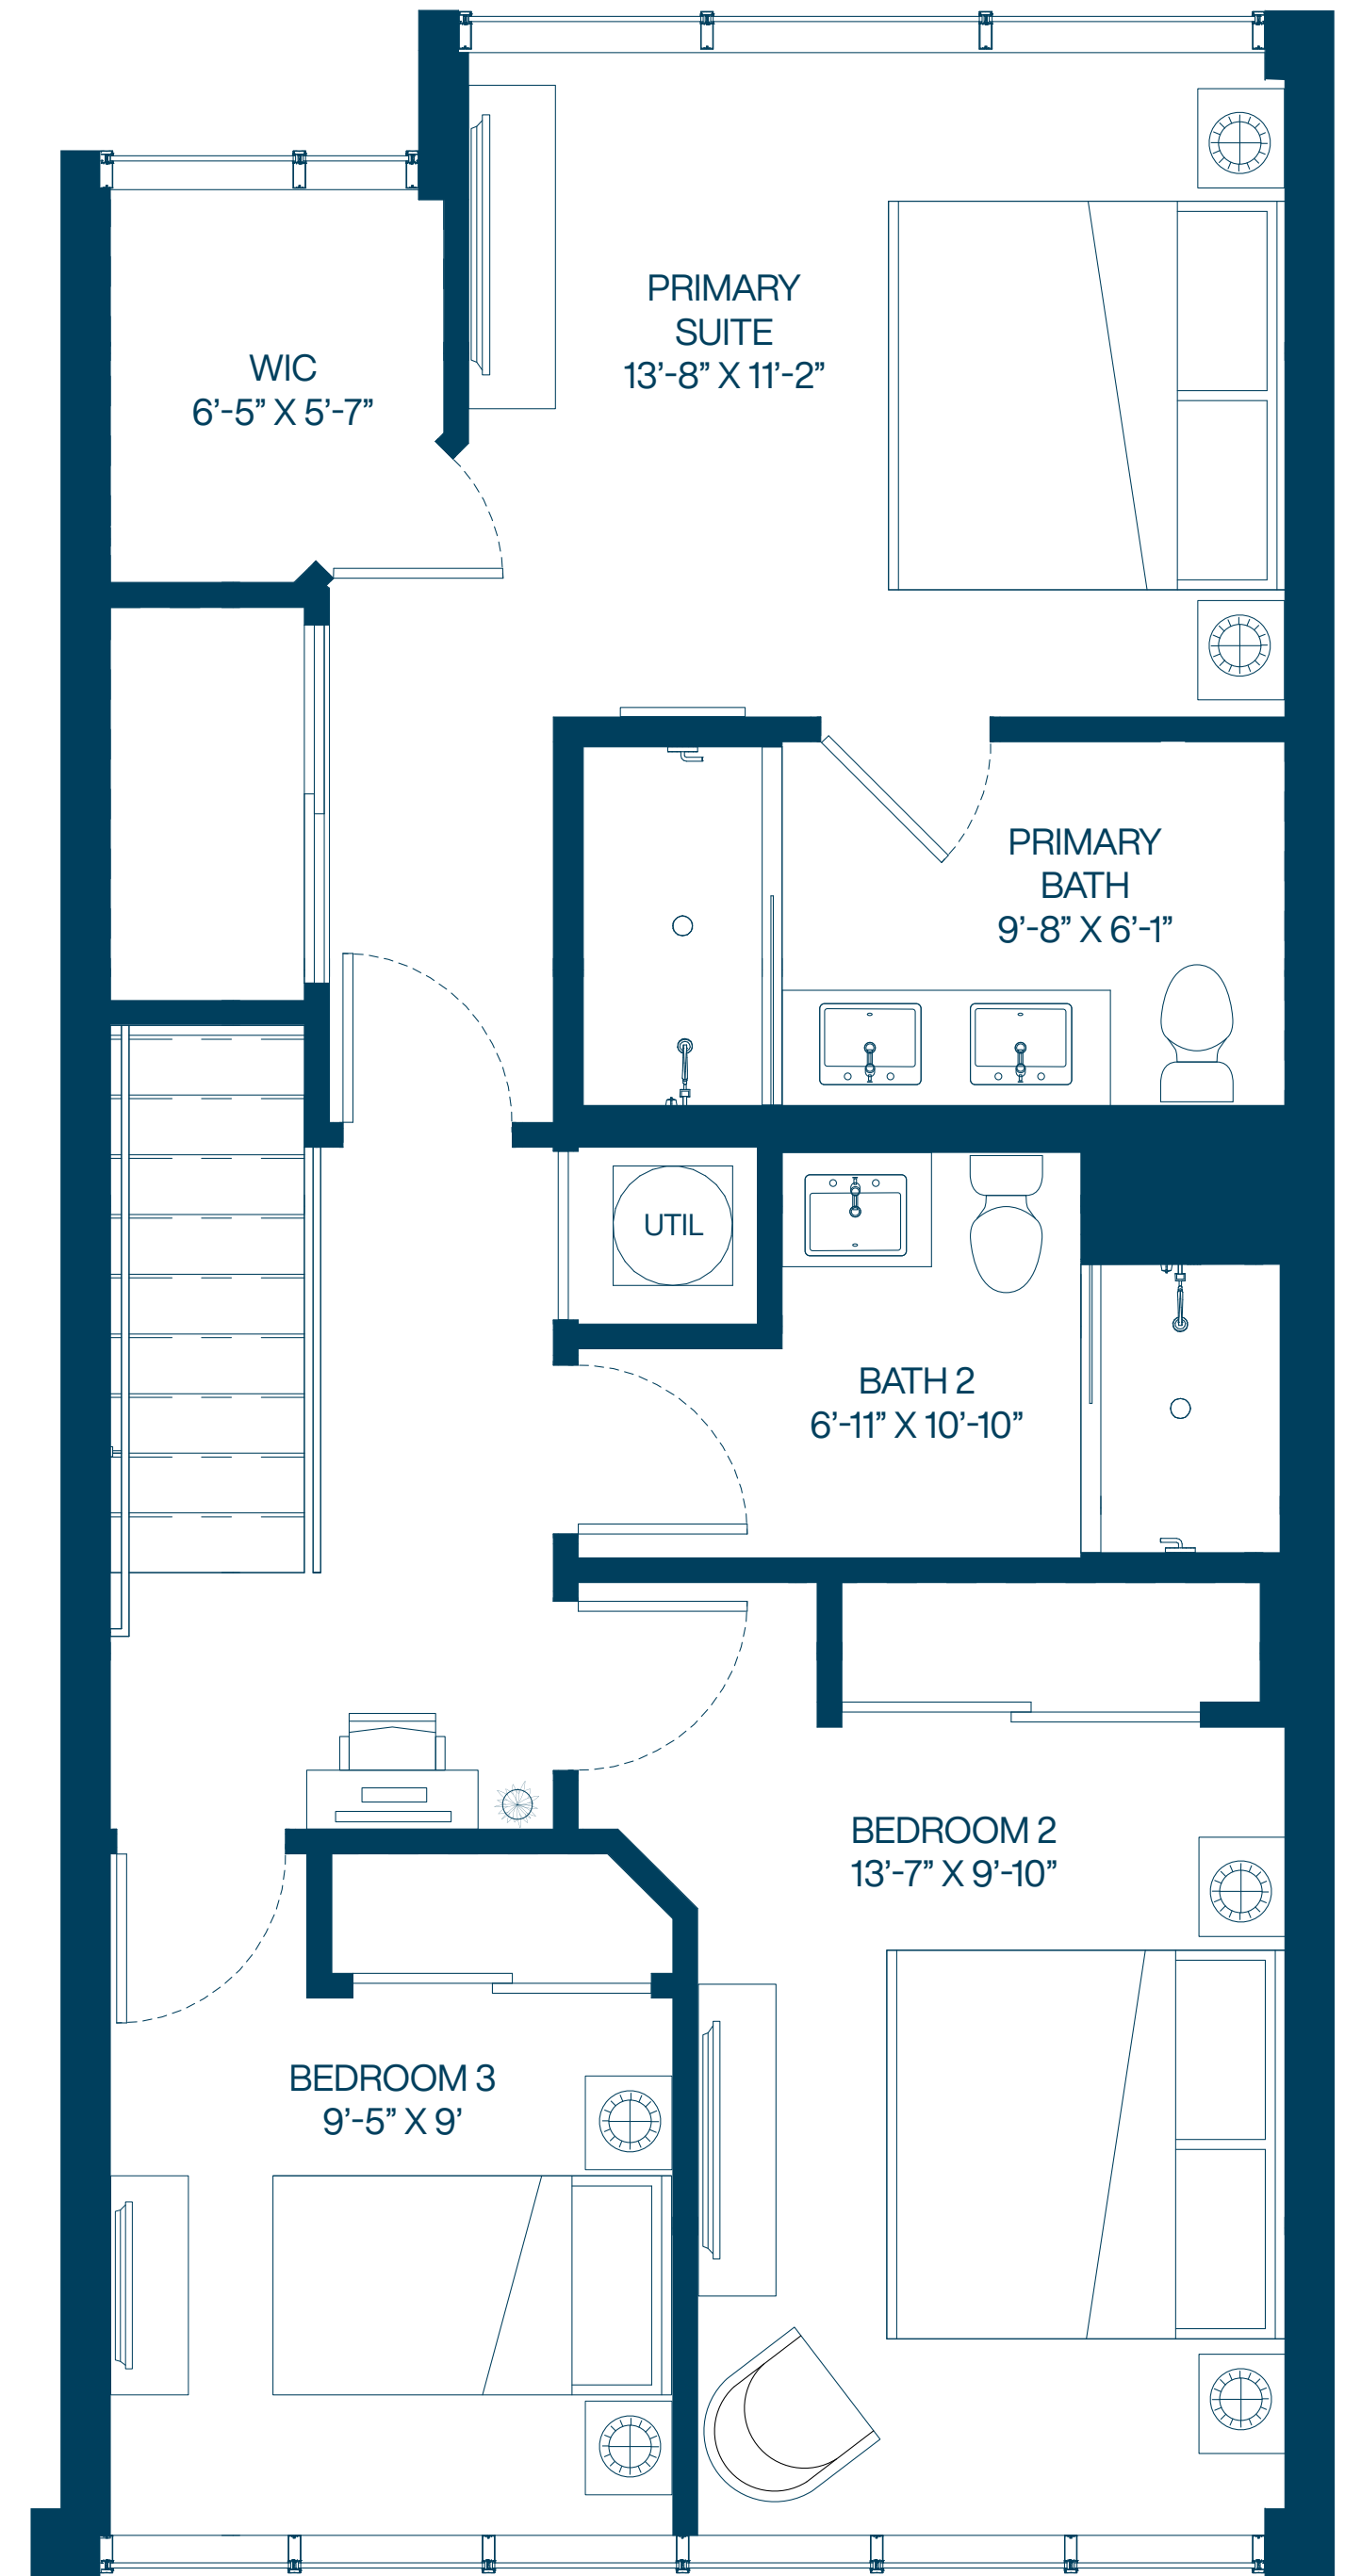 PRIMARY
SUITE
13’-8” X 11’-2”
WIC
6’-5” X 5’-7”
PRIMARY
BATH
9’-8” X 6’-1”
UTIL
BATH 2
6’-11” X 10’-10”
BEDROOM 2
13’-7” X 9’-10”
BEDROOM 3
9’-5” X 9’